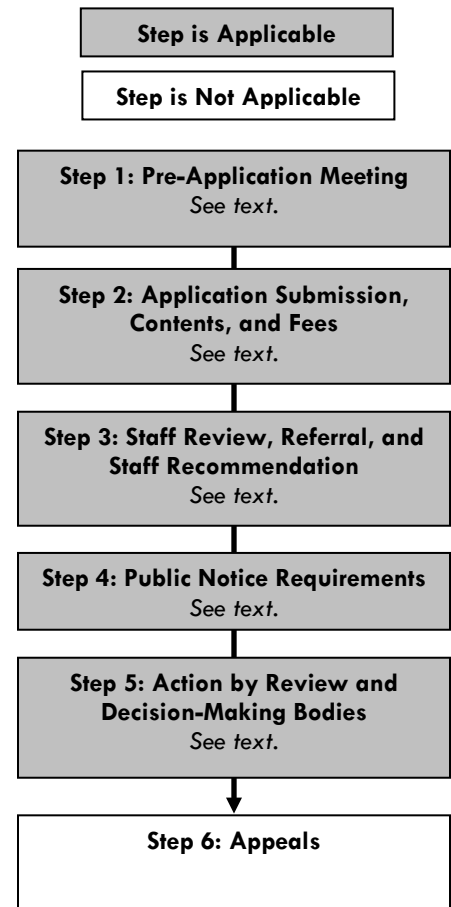 Step is Applicable
Step is Not Applicable
Step 1: Pre-Application Meeting
See text.
Step 2: Application Submission,
Contents, and Fees
See text.
Step 3: Staff Review, Referral, and
Staff Recommendation
See text.
Step 4: Public Notice Requirements
See text.
Step 5: Action by Review and
Decision-Making Bodies
See text.
Step 6: Appeals